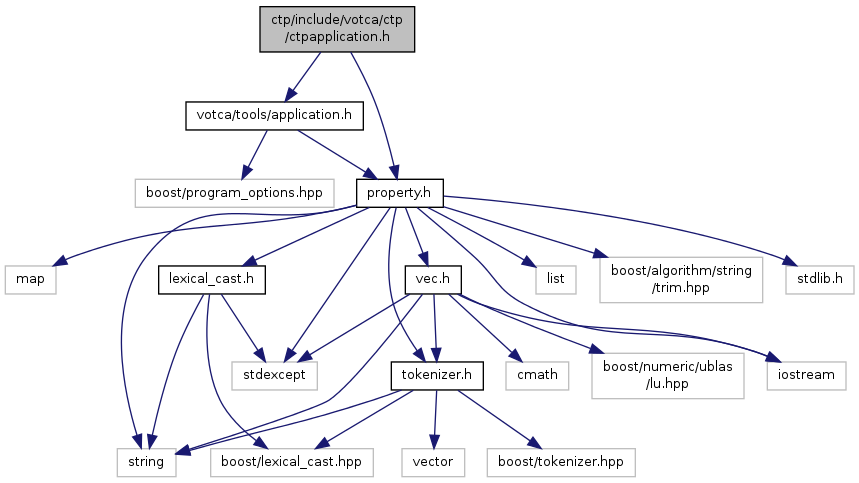 ctp/include/votca/ctp
/ctpapplication.h
votca/tools/application.h
boost/program_options.hpp
property.h
map
lexical_cast.h
vec.h
list
boost/algorithm/string
/trim.hpp
stdlib.h
stdexcept
tokenizer.h
cmath
boost/numeric/ublas
/lu.hpp
iostream
string
boost/lexical_cast.hpp
vector
boost/tokenizer.hpp